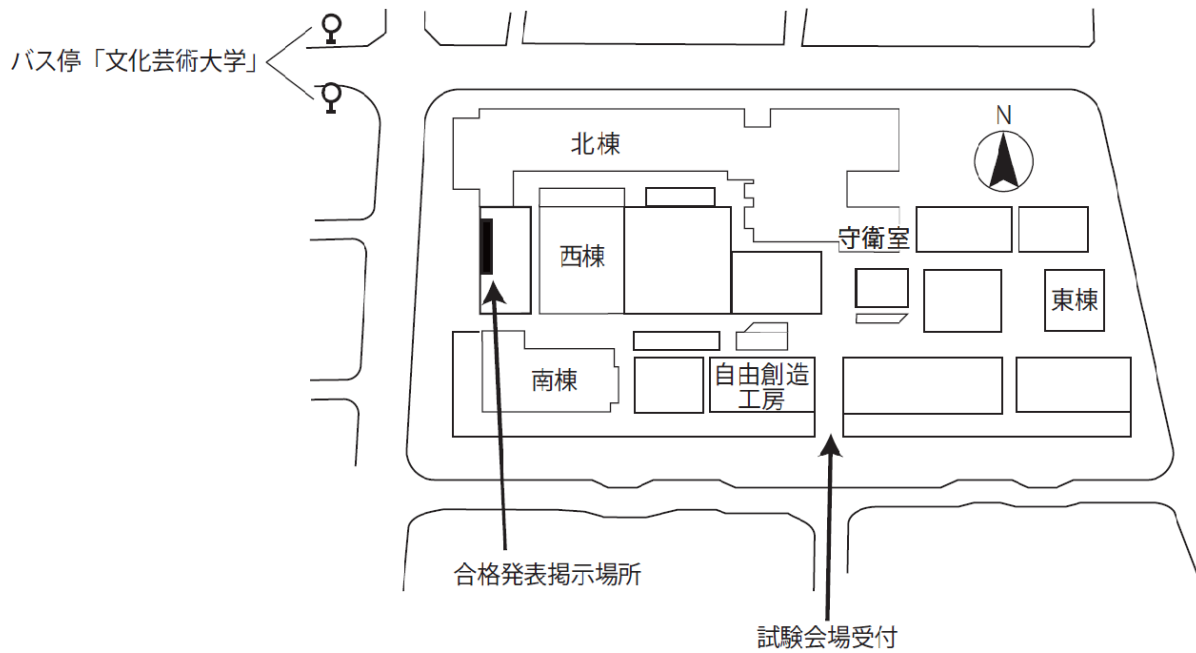 バス停「文化芸術大学」
N
北棟
守衛室
西棟
東棟
南棟
自由創造
工房
合格発表掲示場所
試験会場受付